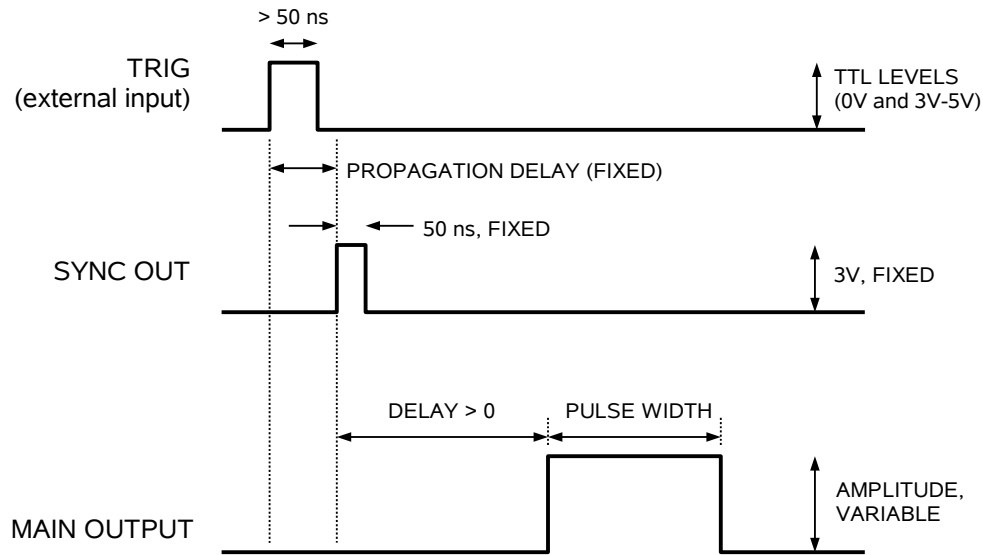 > 50 ns
TRIG
(external input)
TTL LEVELS
(0V and 3V-5V)
PROPAGATION DELAY (FIXED)
50 ns, FIXED
SYNC OUT
3V, FIXED
DELAY > 0
PULSE WIDTH
AMPLITUDE,
VARIABLE
MAIN OUTPUT